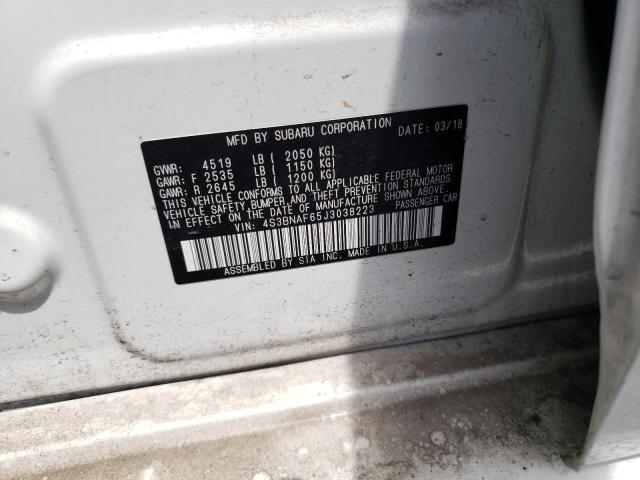 MFD BY SUBARU CORPORATION DATE: 03/18
GVWR: 4519 LB ( 2050 KG)
GAWR: F 2535 LB ( 1150 KG)
GAWR: R 2645 LB ( 1200 KG)
THIS VEHICLE CONFORMS TO ALL APPLICABLE FEDERAL MOTOR
VEHICLE SAFETY, BUMPER, AND THEFT PREVENTION STANDARDS
IN EFFECT ON THE DATE OF MANUFACTURE SHOWN ABOVE.
VIN: 4S3BNAF65J3038223 PASSENGER CAR
ASSEMBLED BY SIA INC. MADE IN U.S.A.